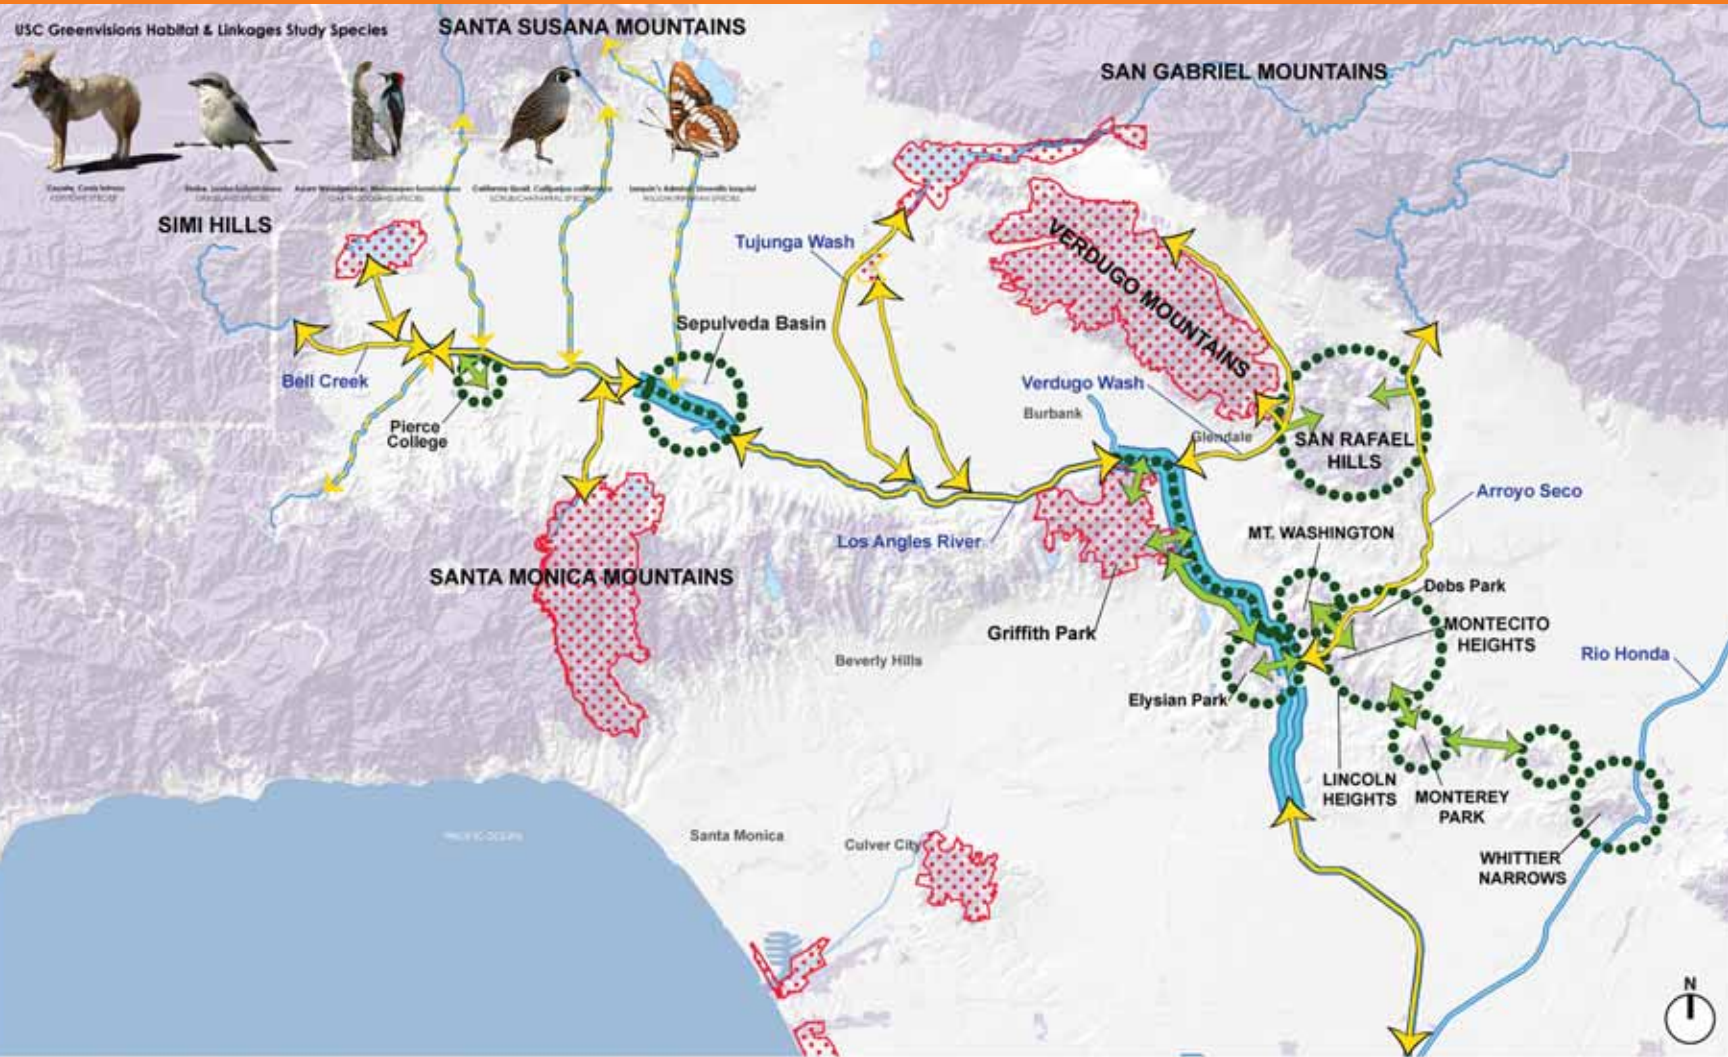 USC Greenvisions Habitat & Linkages Study Species
SANTA SUSANA MOUNTAINS
SAN GABRIEL MOUNTAINS
SIMI HILLS
Tujunga Wash
VERDUGO MOUNTAINS
Sepulveda Basin
Bell Creek
Verdugo Wash
Burbank
Pierce
College
Glendale
SAN RAFAEL
HILLS
Arroyo Seco
Los Angles River
MT. WASHINGTON
SANTA MONICA MOUNTAINS
Debs Park
Griffith Park
MONTECITO
HEIGHTS
Beverly Hills
Rio Honda
Elysian Park
LINCOLN
HEIGHTS
MONTEREY
PARK
PACIFIC OCEAN
Santa Monica
Culver City
WHITTIER
NARROWS
N